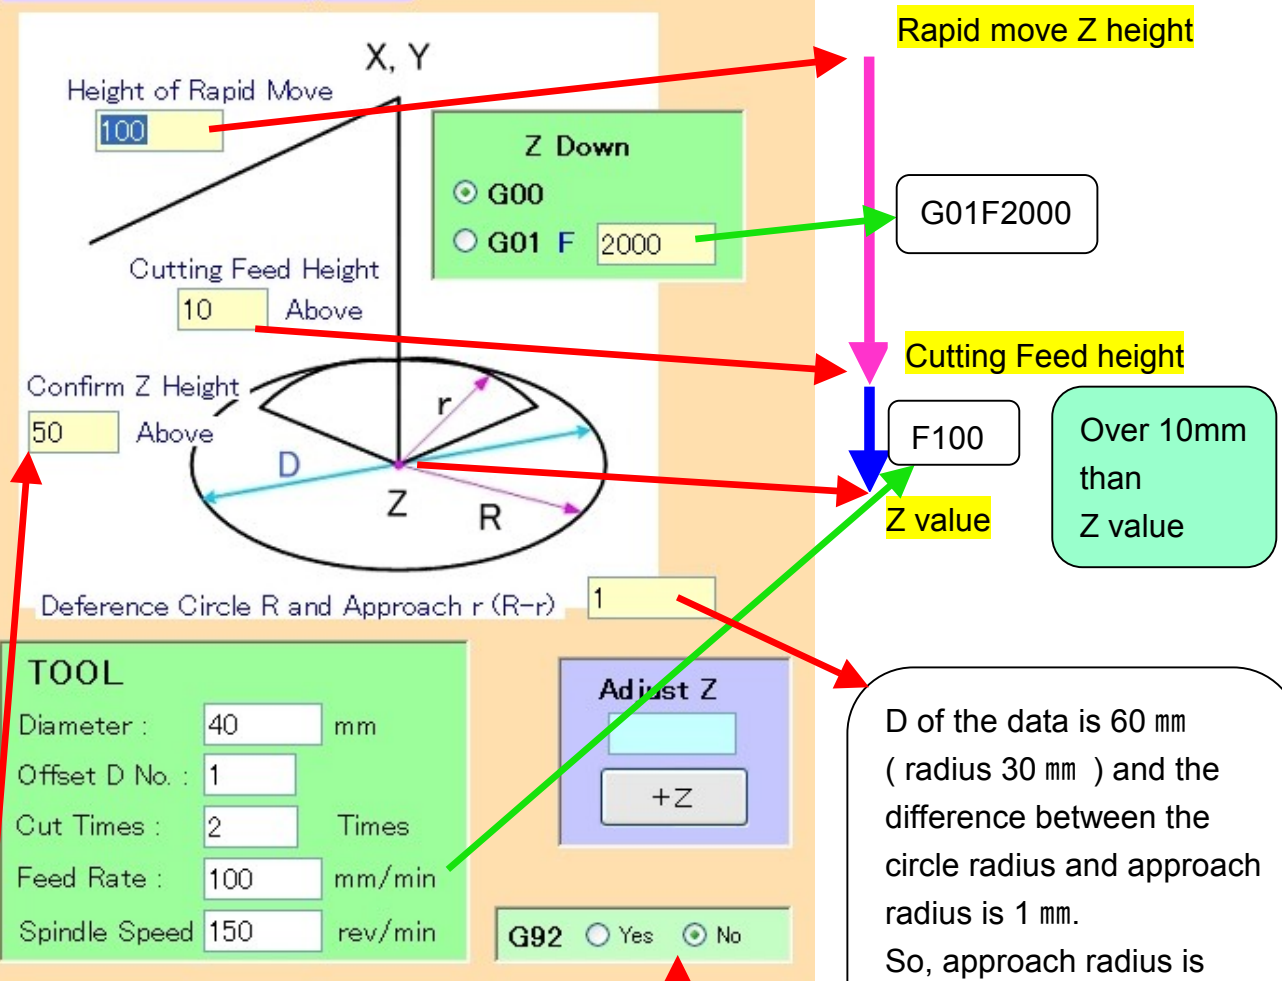 Rapid move Z height
X, Y
Height of Rapid Move
100
Z Down
G00
G01 F 2000
G01F2000
Cutting Feed Height
10 Above
Cutting Feed height
Confirm Z Height
50 Above
r
D
Z
R
F100
Over 10mm
than
Z value
Z value
Deference Circle R and Approach r (R-r) 1
TOOL
Diameter : 40 mm
Offset D No. : 1
Cut Times : 2 Times
Feed Rate : 100 mm/min
Spindle Speed 150 rev/min
Adjust Z
+Z
G92 Yes No
D of the data is 60 ㎜
( radius 30 ㎜ ) and the
difference between the
circle radius and approach
radius is 1 ㎜.
So, approach radius is